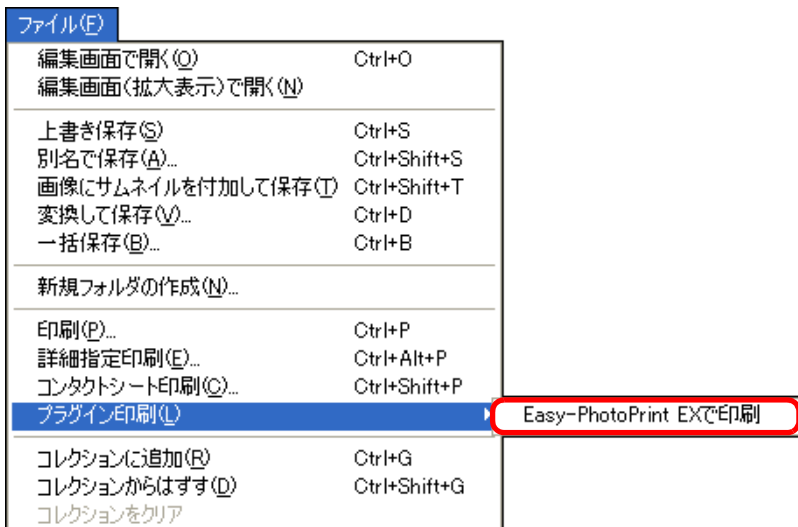 ファイル(F)
編集画面で開く(O) Ctrl+O
編集画面(拡大表示)で開く(N)
上書き保存(S) Ctrl+S
別名で保存(A)... Ctrl+Shift+S
画像にサムネイルを付加して保存(T) Ctrl+Shift+T
変換して保存(V)... Ctrl+D
一括保存(B)... Ctrl+B
新規フォルダの作成(N)...
印刷(P)... Ctrl+P
詳細指定印刷(E)... Ctrl+Alt+P
コンタクトシート印刷(C)... Ctrl+Shift+P
プラグイン印刷(L) Easy-PhotoPrint EXで印刷
コレクションに追加(R) Ctrl+G
コレクションからはずす(D) Ctrl+Shift+G
コレクションをクリア